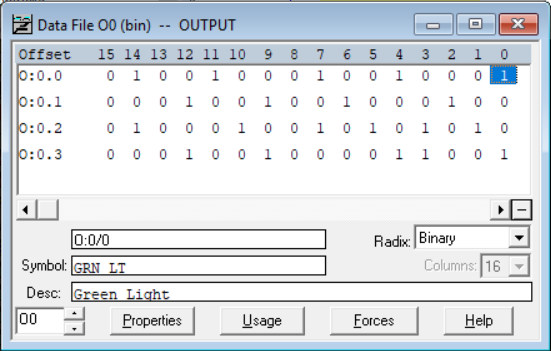 Data File O0 (bin) -- OUTPUT
Offset 15 14 13 12 11 10 9 8 7 6 5 4 3 2 1 0
O:0.0 0 1 0 0 1 0 0 0 1 0 0 1 0 0 0 1
O:0.1 0 0 0 1 0 0 1 0 0 1 0 0 0 1 0 0
O:0.2 0 1 0 0 0 1 0 0 1 0 1 0 1 0 1 0
O:0.3 0 0 0 1 0 0 1 0 0 0 0 1 1 0 0 1
O:0/0
Radix: Binary
Symbol: GRN LT
Columns: 16
Desc: Green Light
O0
Properties
Usage
Forces
Help